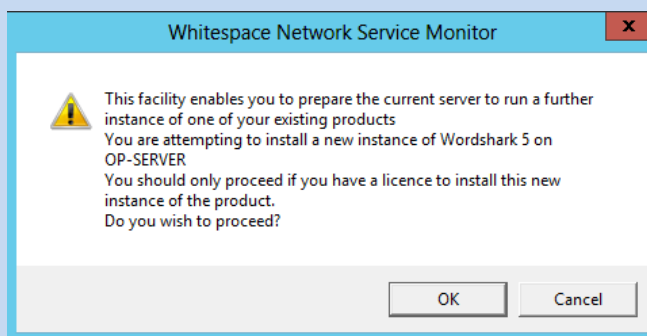 Whitespace Network Service Monitor
x
This facility enables you to prepare the current server to run a further
instance of one of your existing products
You are attempting to install a new instance of Wordshark 5 on
OP-SERVER
You should only proceed if you have a licence to install this new
instance of the product.
Do you wish to proceed?
OK Cancel